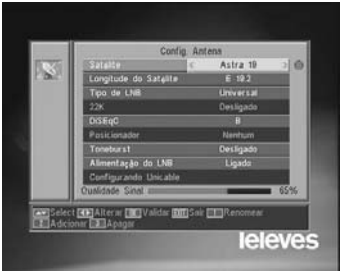 Config. Antena
Satélite < Astra 19 >
Longitude do Satélite E 19.2
Tipo de LNB Universal
22K Desligado
DiSEqC B
Posicionador Nenhum
Toneburst Desligado
Alimentação do LNB Ligado
Configurando Unicable
Qualidade Sinal 65%
Select Alterar Validar EXIT Sair Renomear
Adicionar Apagar
televes